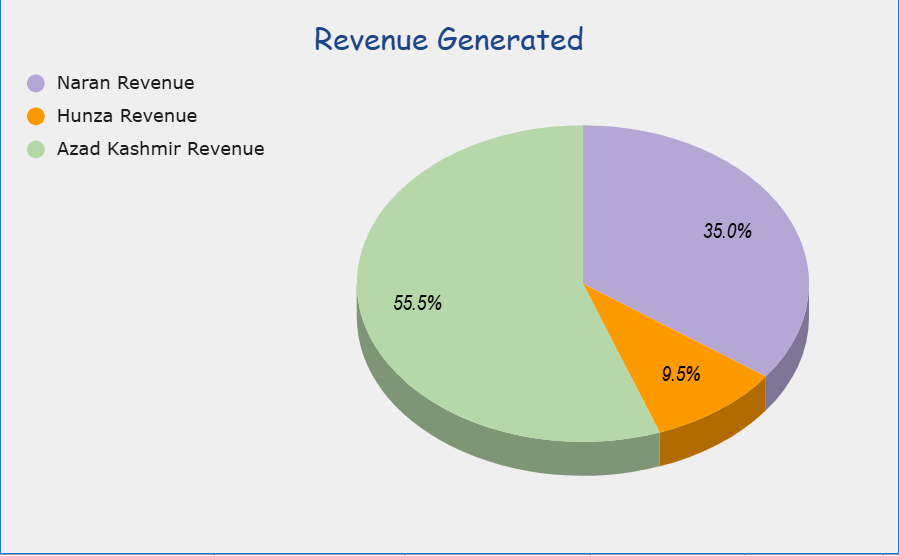 Revenue Generated
Naran Revenue
Hunza Revenue
Azad Kashmir Revenue
35.0%
55.5%
9.5%